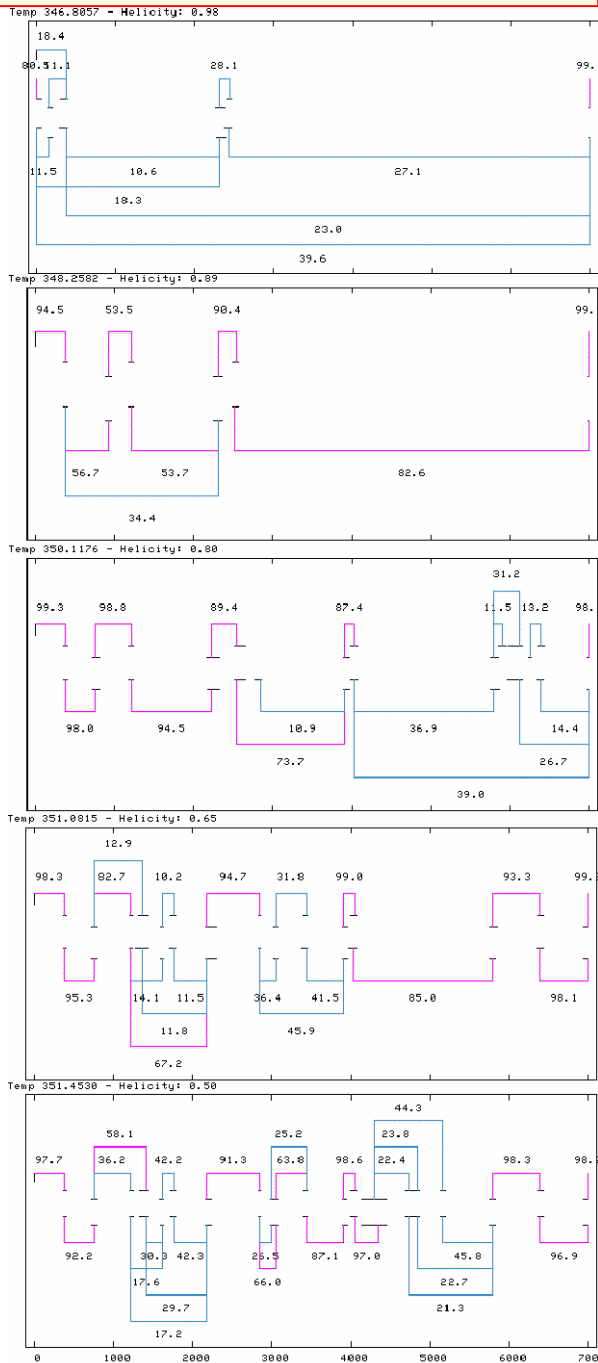 Temp 346.8057 - Helicity: 0.98
18.4
28.1 99.
11.5 10.6 27.1
18.3
23.0
39.6
Temp 348.2582 - Helicity: 0.89
94.5 53.5 90.4 99.
56.7 53.7 82.6
34.4
Temp 350.1176 - Helicity: 0.80
31.2
99.3 98.8 89.4 87.4 11.5 13.2 98.
98.0 94.5 10.9 36.9 14.4
73.7 26.7
39.0
Temp 351.0815 - Helicity: 0.65
12.9
98.3 82.7 10.2 94.7 31.8 99.0 93.3 99.
95.3 14.1 11.5 36.4 41.5 85.0 98.1
11.8 45.9
67.2
Temp 351.4530 - Helicity: 0.50
44.3
58.1 25.2 23.8
97.7 36.2 42.2 91.3 63.8 98.6 22.4 98.3 98.
92.2 30.3 42.3 26.5 87.1 97.0 45.8 96.9
17.6 66.0 22.7
29.7 21.3
17.2
0 1000 2000 3000 4000 5000 6000 700